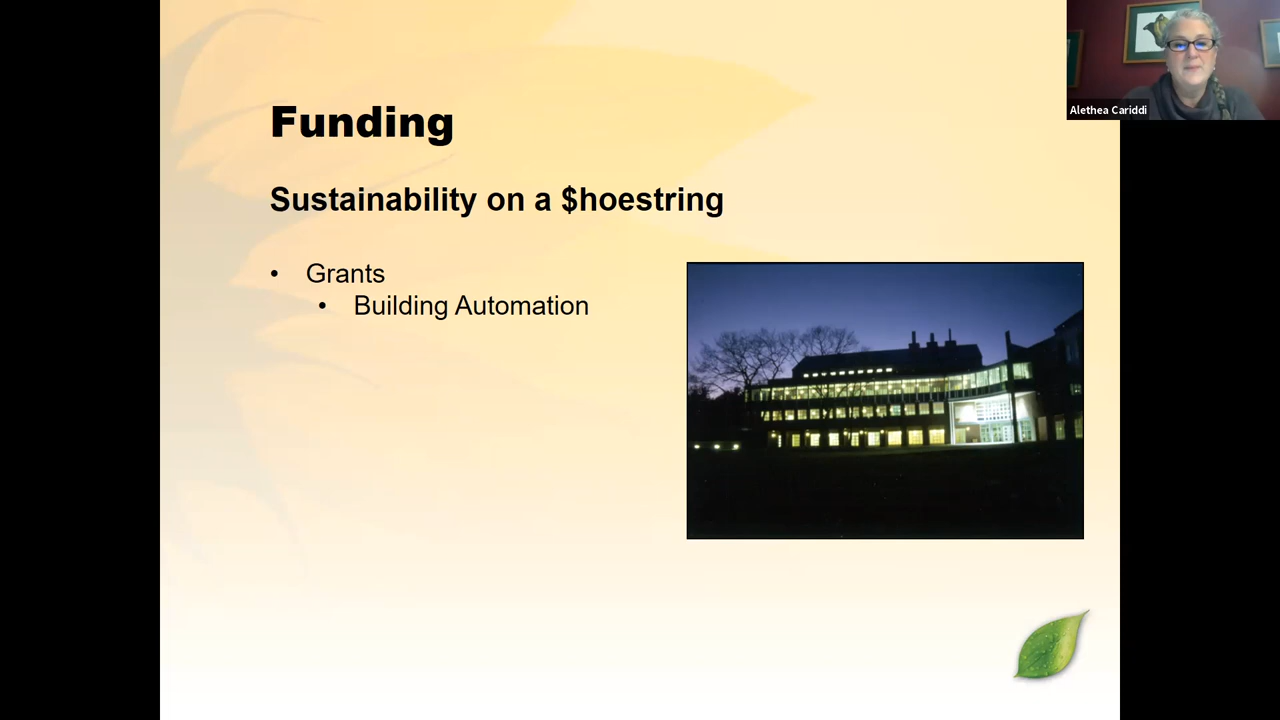 Alethea Cariddi
Funding
Sustainability on a $hoestring
• Grants
• Building Automation